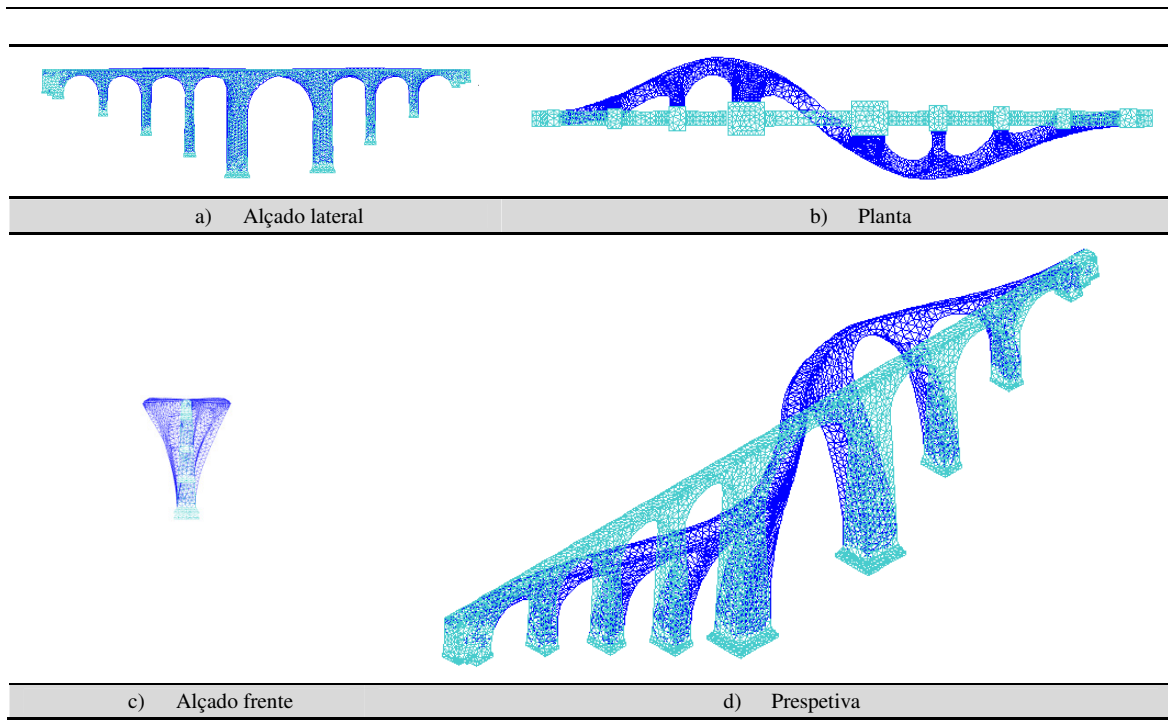 a) Alçado lateral
b) Planta
c) Alçado frente
d) Prespetiva